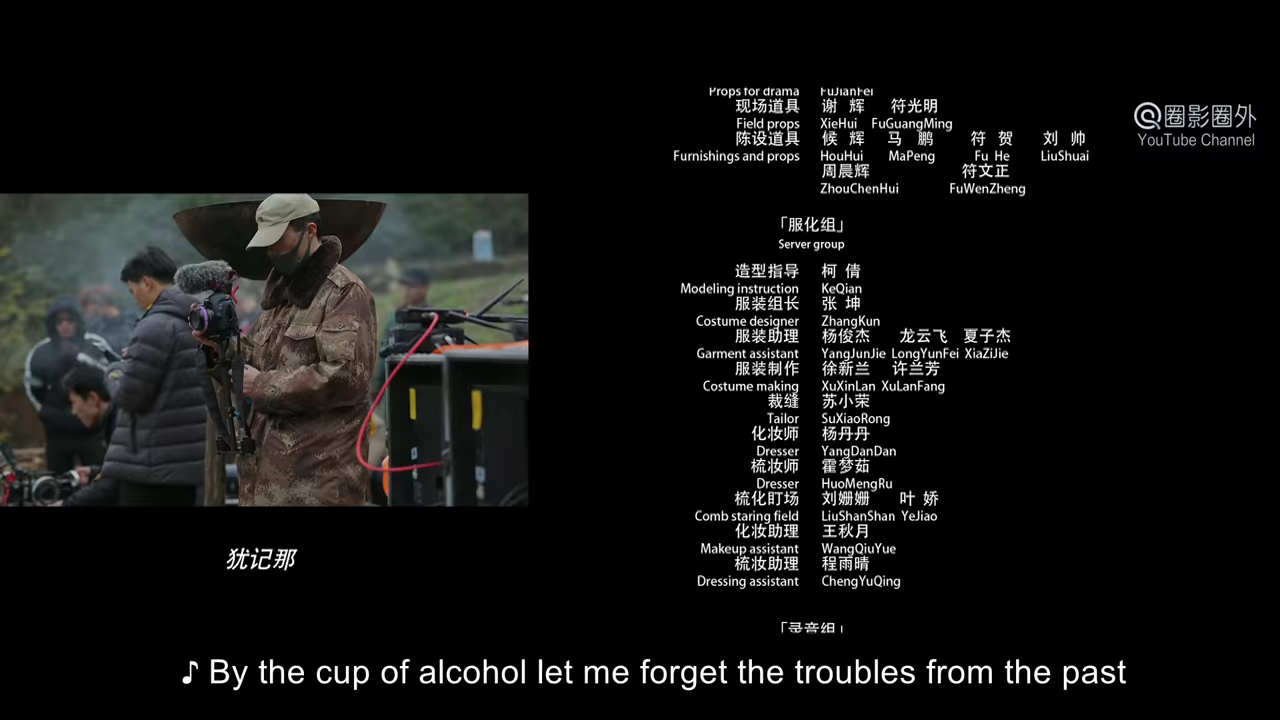 Props for drama FuJianFei
现场道具 谢辉 符光明
Field props XieHui FuGuangMing
陈设道具 候辉 马鹏 符贺 刘帅
Furnishings and props HouHui MaPeng Fu He LiuShuai
周晨辉 符文正
ZhouChenHui FuWenZheng
圈影圈外
YouTube Channel
「服化组」
Server group
造型指导 柯倩
Modeling instruction KeQian
服装组长 张坤
Costume designer ZhangKun
服装助理 杨俊杰 龙云飞 夏子杰
Garment assistant YangJunJie LongYunFei XiaZiJie
服装制作 徐新兰 许兰芳
Costume making XuXinLan XuLanFang
裁缝 苏小荣
Tailor SuXiaoRong
化妆师 杨丹丹
Dresser YangDanDan
梳妆师 霍梦茹
Dresser HuoMengRu
梳化盯场 刘姗姗 叶娇
Comb staring field LiuShanShan YeJiao
化妆助理 王秋月
Makeup assistant WangQiuYue
梳妆助理 程雨晴
Dressing assistant ChengYuQing
「录音组」
犹记那
♪ By the cup of alcohol let me forget the troubles from the past